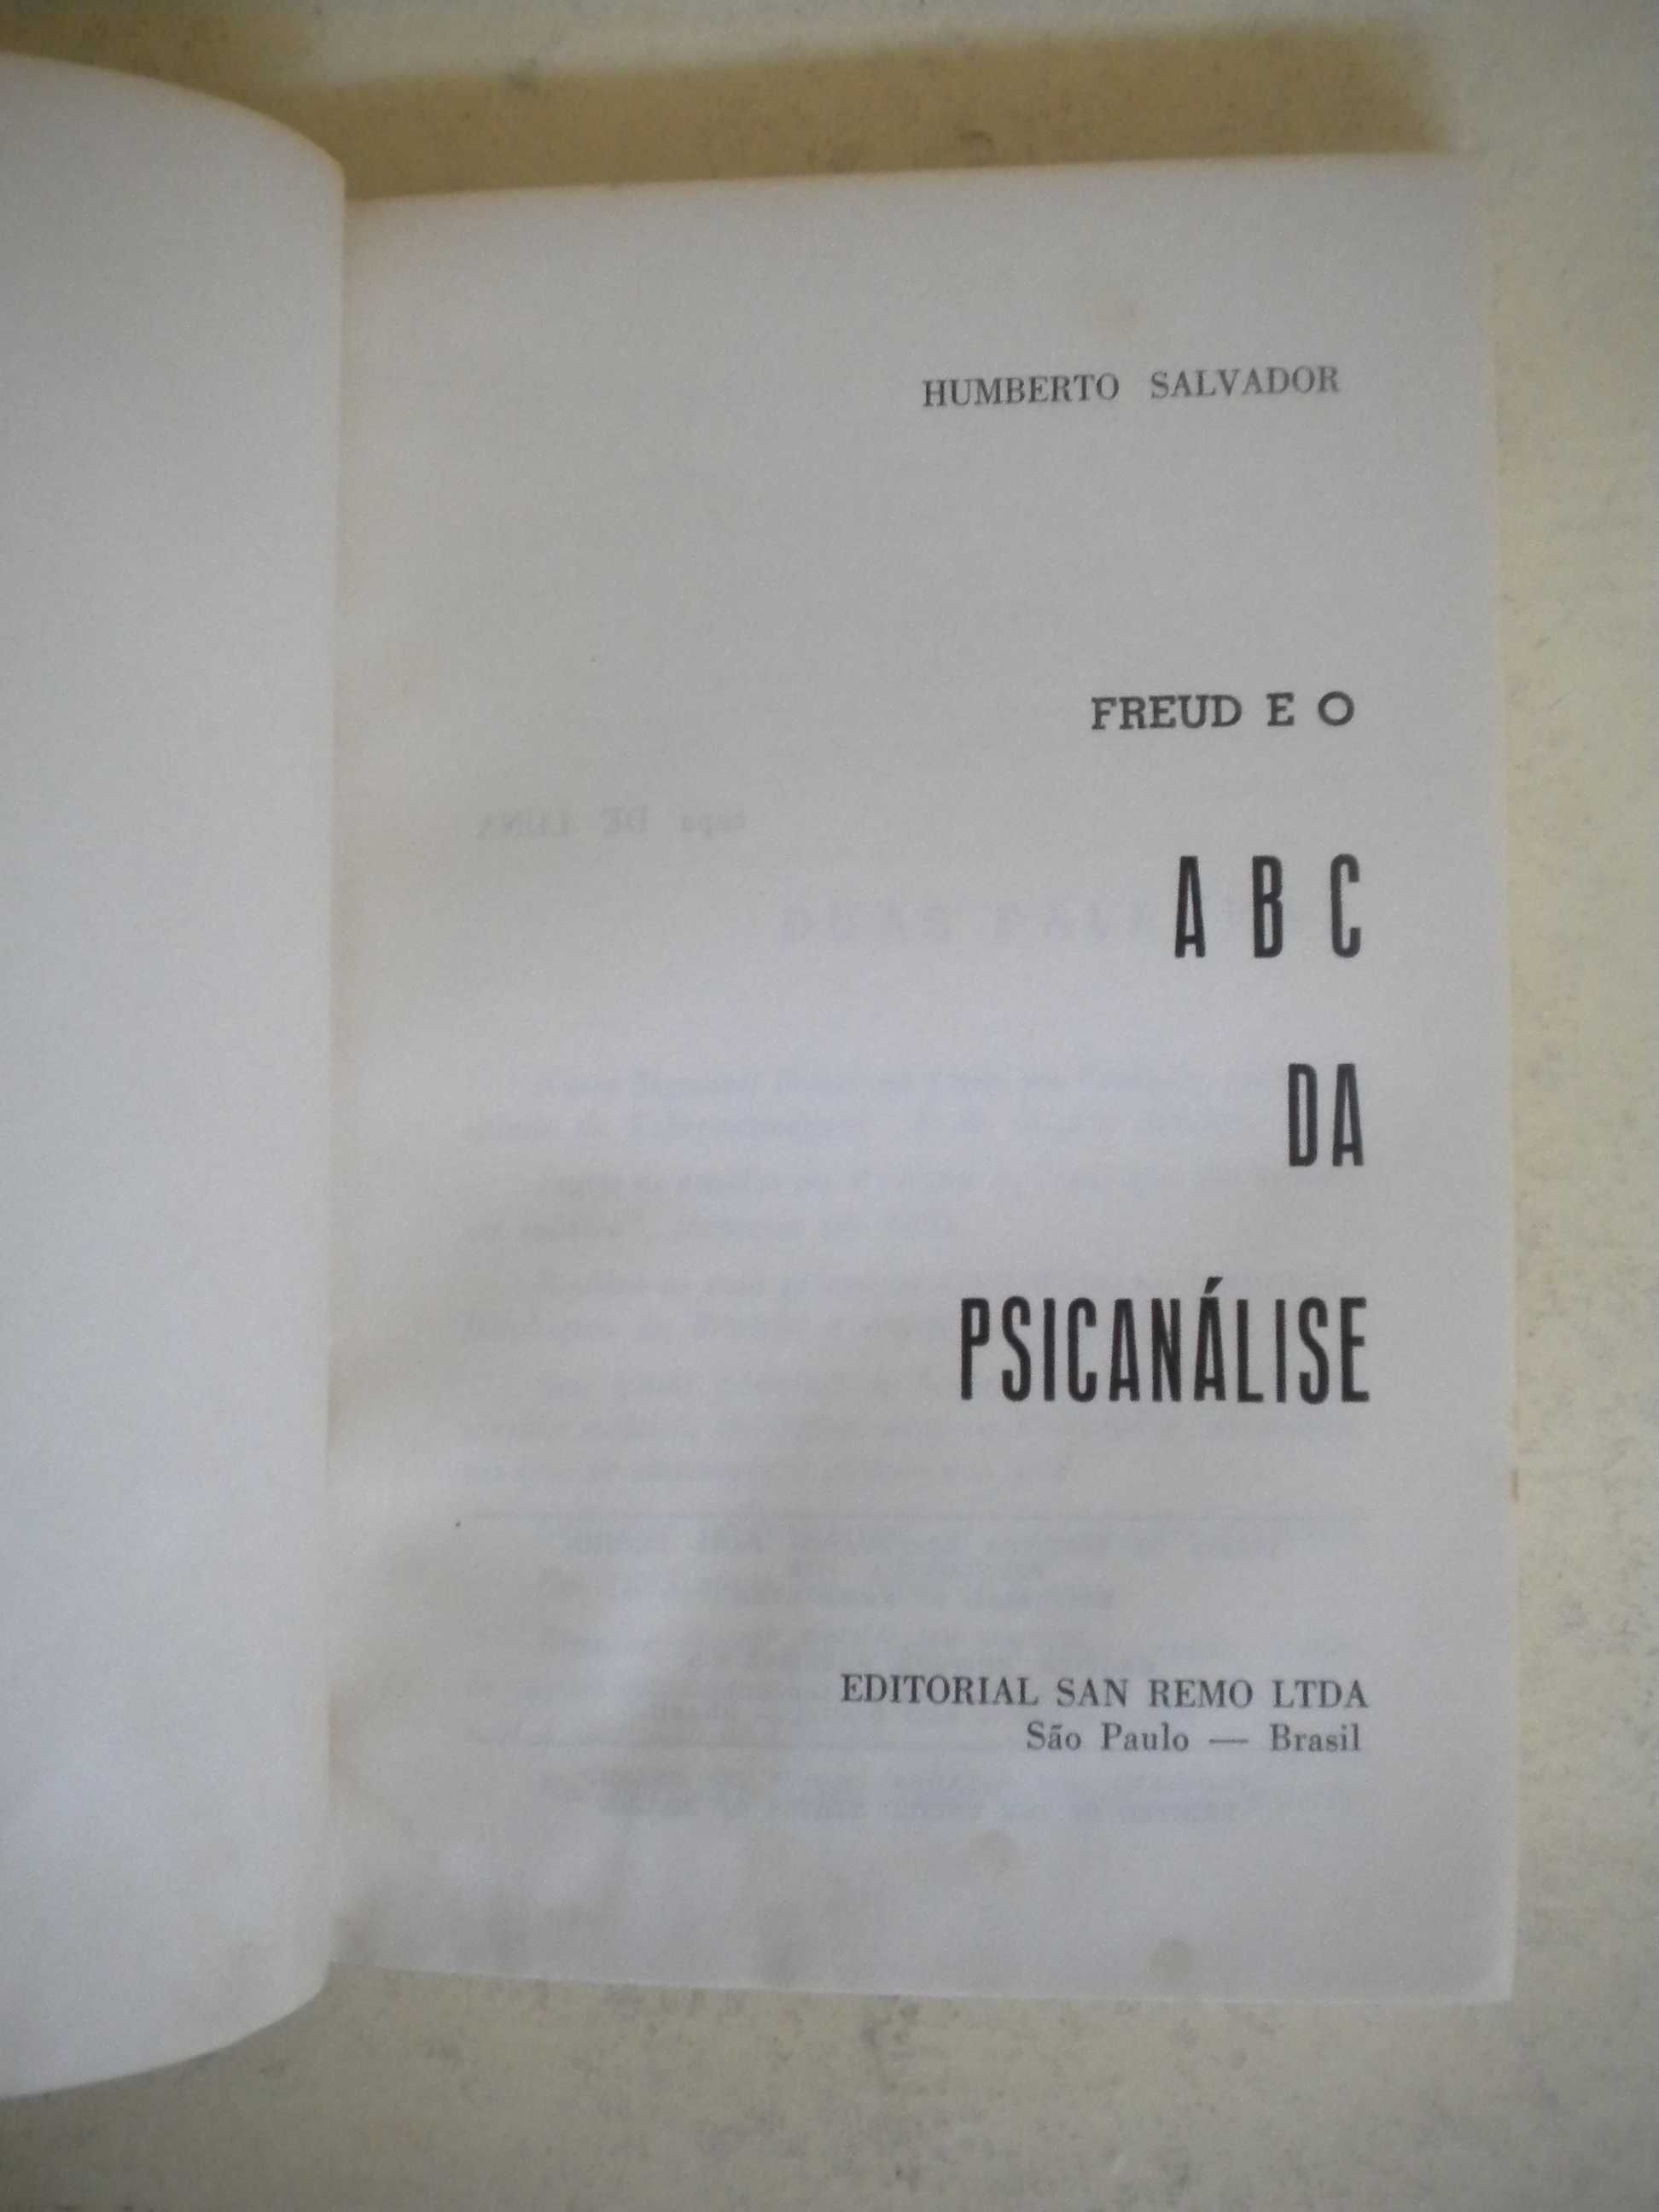 HUMBERTO SALVADOR
FREUD E O
A B C
DA
PSICANÁLISE
EDITORIAL SAN REMO LTDA
São Paulo — Brasil